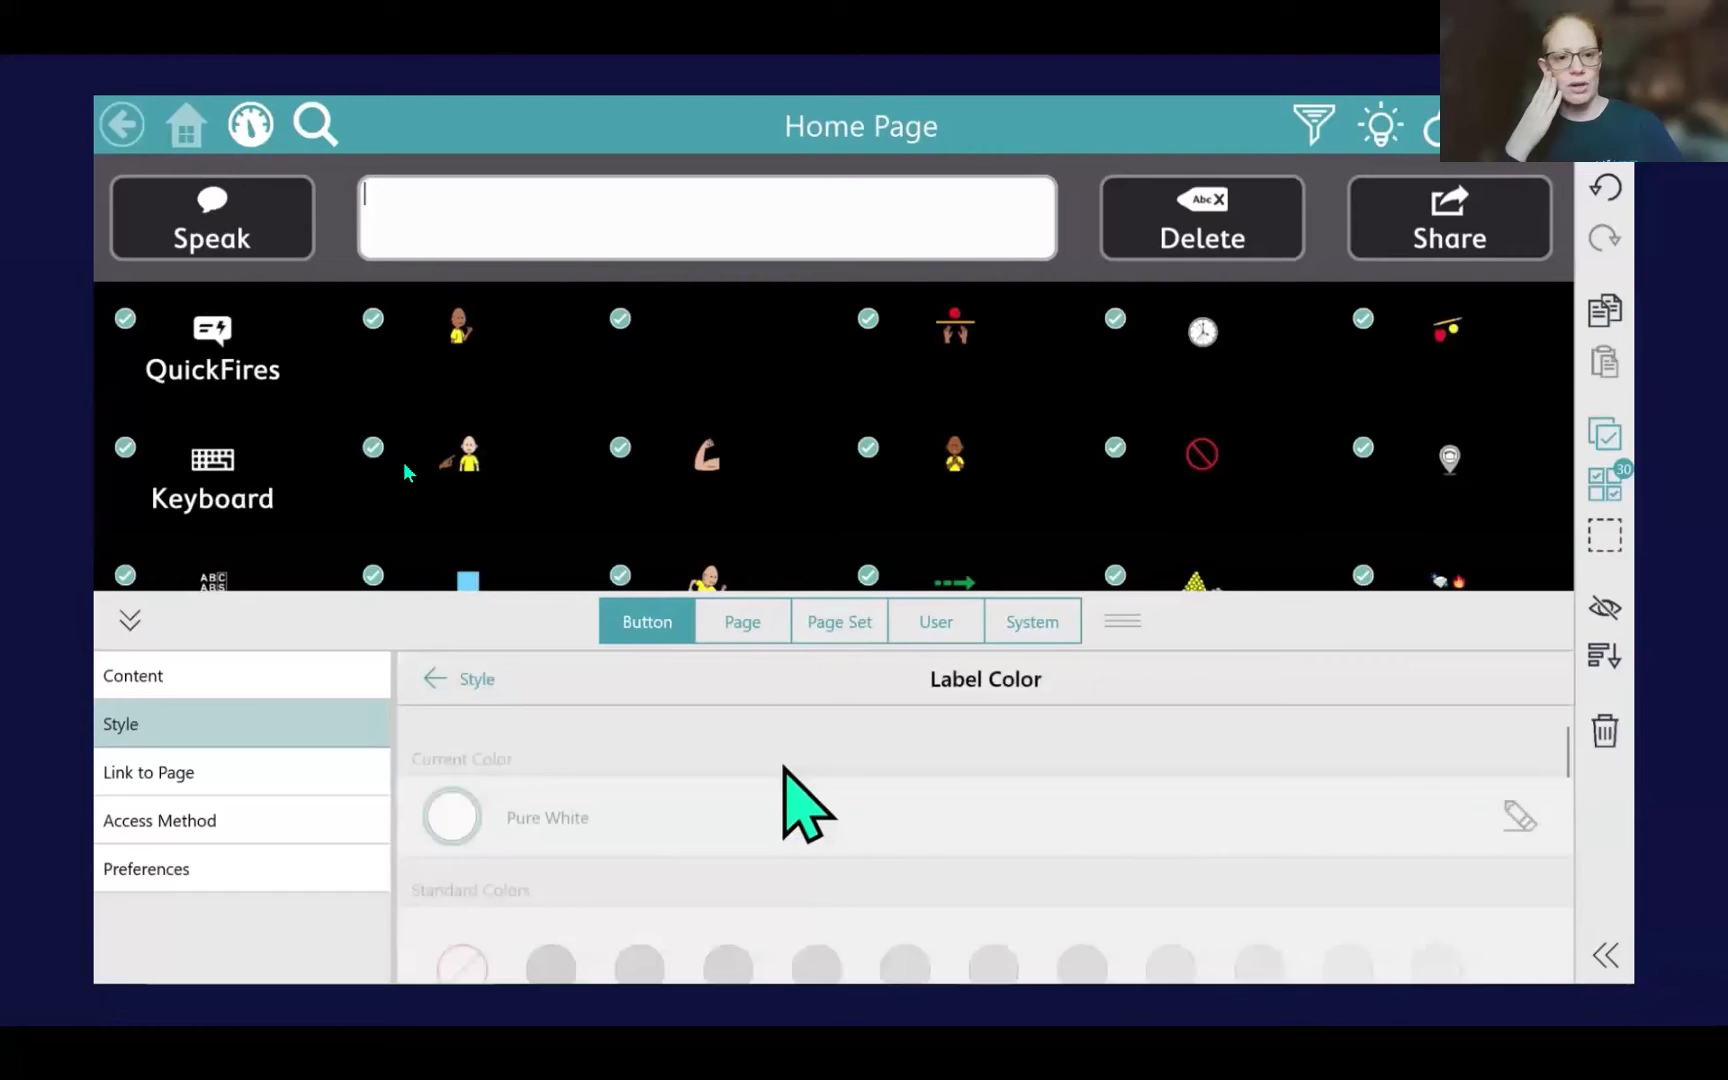 Home Page
Speak
Abc X
Delete
Share
QuickFires
Keyboard
30
Button
Page
Page Set
User
System
Content
Style
Label Color
Style
Current Color
Link to Page
Pure White
Access Method
Preferences
Standard Colors